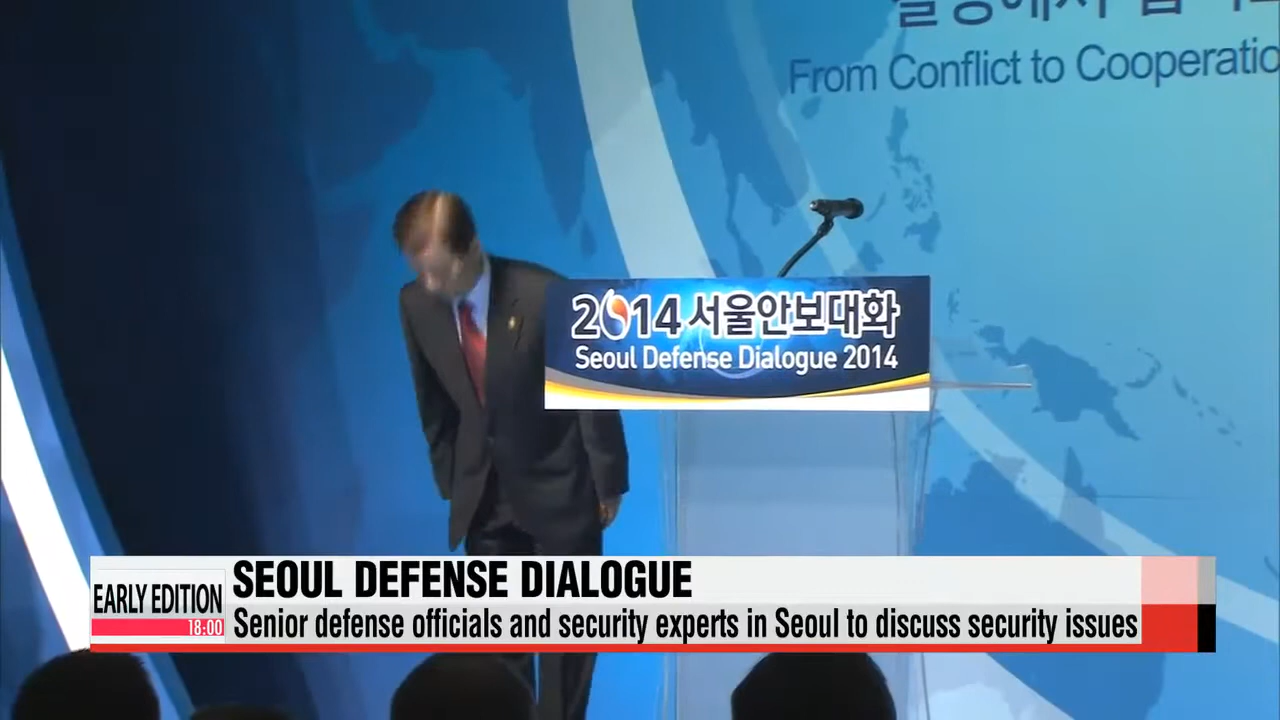 From Conflict to Cooperatio
2014 서울안보대화
Seoul Defense Dialogue 2014
EARLY EDITION
18:00
SEOUL DEFENSE DIALOGUE
Senior defense officials and security experts in Seoul to discuss security issues